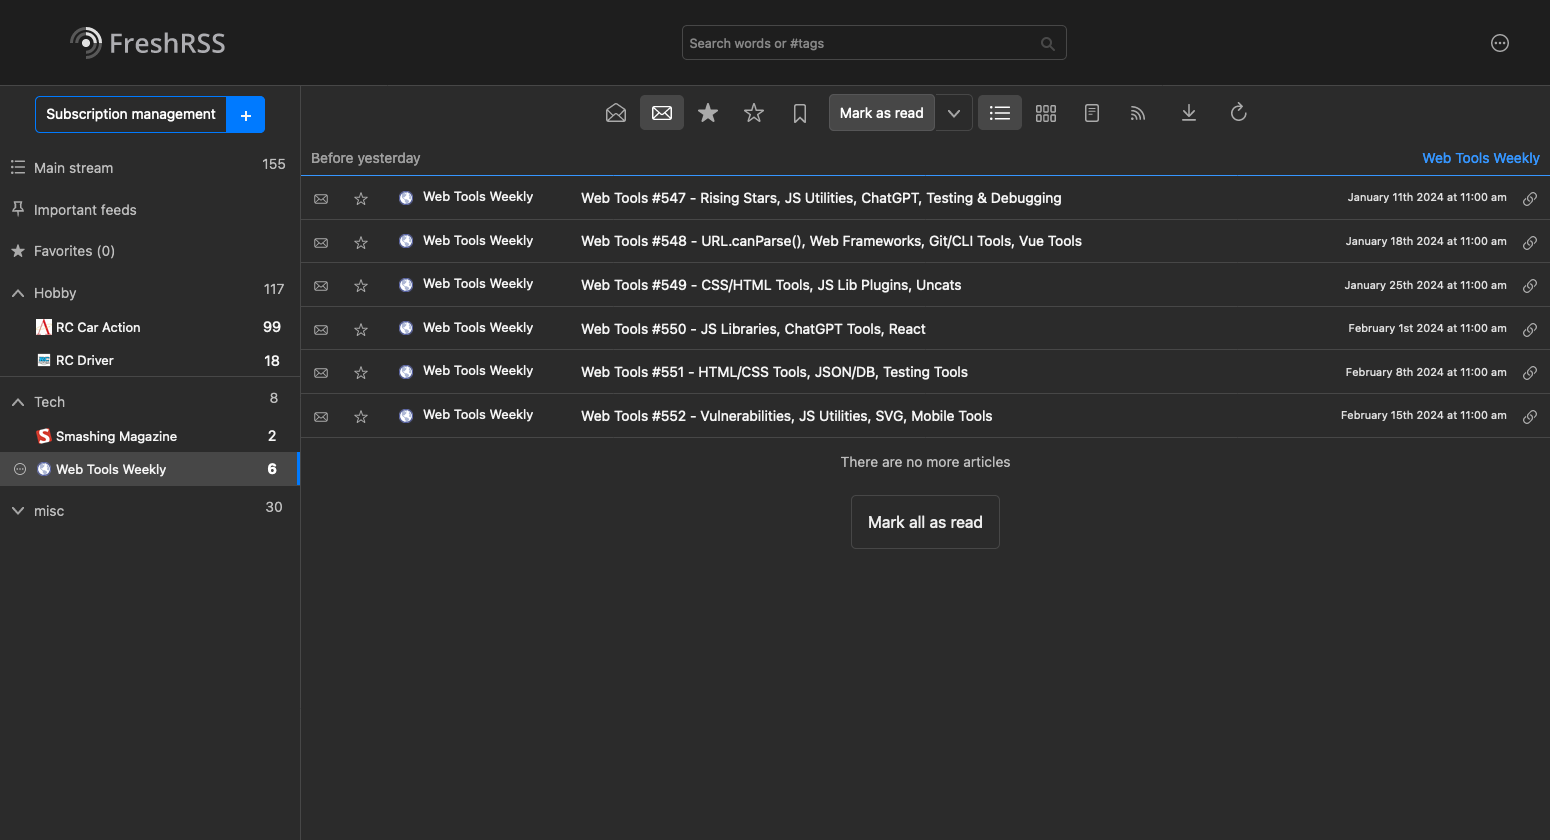 FreshRSS
Search words or #tags
Subscription management
+
Mark as read
Main stream 155
Important feeds
Favorites (0)
Hobby 117
RC Car Action 99
RC Driver 18
Tech 8
Smashing Magazine 2
Web Tools Weekly 6
misc 30
Before yesterday Web Tools Weekly
Web Tools Weekly Web Tools #547 - Rising Stars, JS Utilities, ChatGPT, Testing & Debugging January 11th 2024 at 11:00 am
Web Tools Weekly Web Tools #548 - URL.canParse(), Web Frameworks, Git/CLI Tools, Vue Tools January 18th 2024 at 11:00 am
Web Tools Weekly Web Tools #549 - CSS/HTML Tools, JS Lib Plugins, Uncats January 25th 2024 at 11:00 am
Web Tools Weekly Web Tools #550 - JS Libraries, ChatGPT Tools, React February 1st 2024 at 11:00 am
Web Tools Weekly Web Tools #551 - HTML/CSS Tools, JSON/DB, Testing Tools February 8th 2024 at 11:00 am
Web Tools Weekly Web Tools #552 - Vulnerabilities, JS Utilities, SVG, Mobile Tools February 15th 2024 at 11:00 am
There are no more articles
Mark all as read